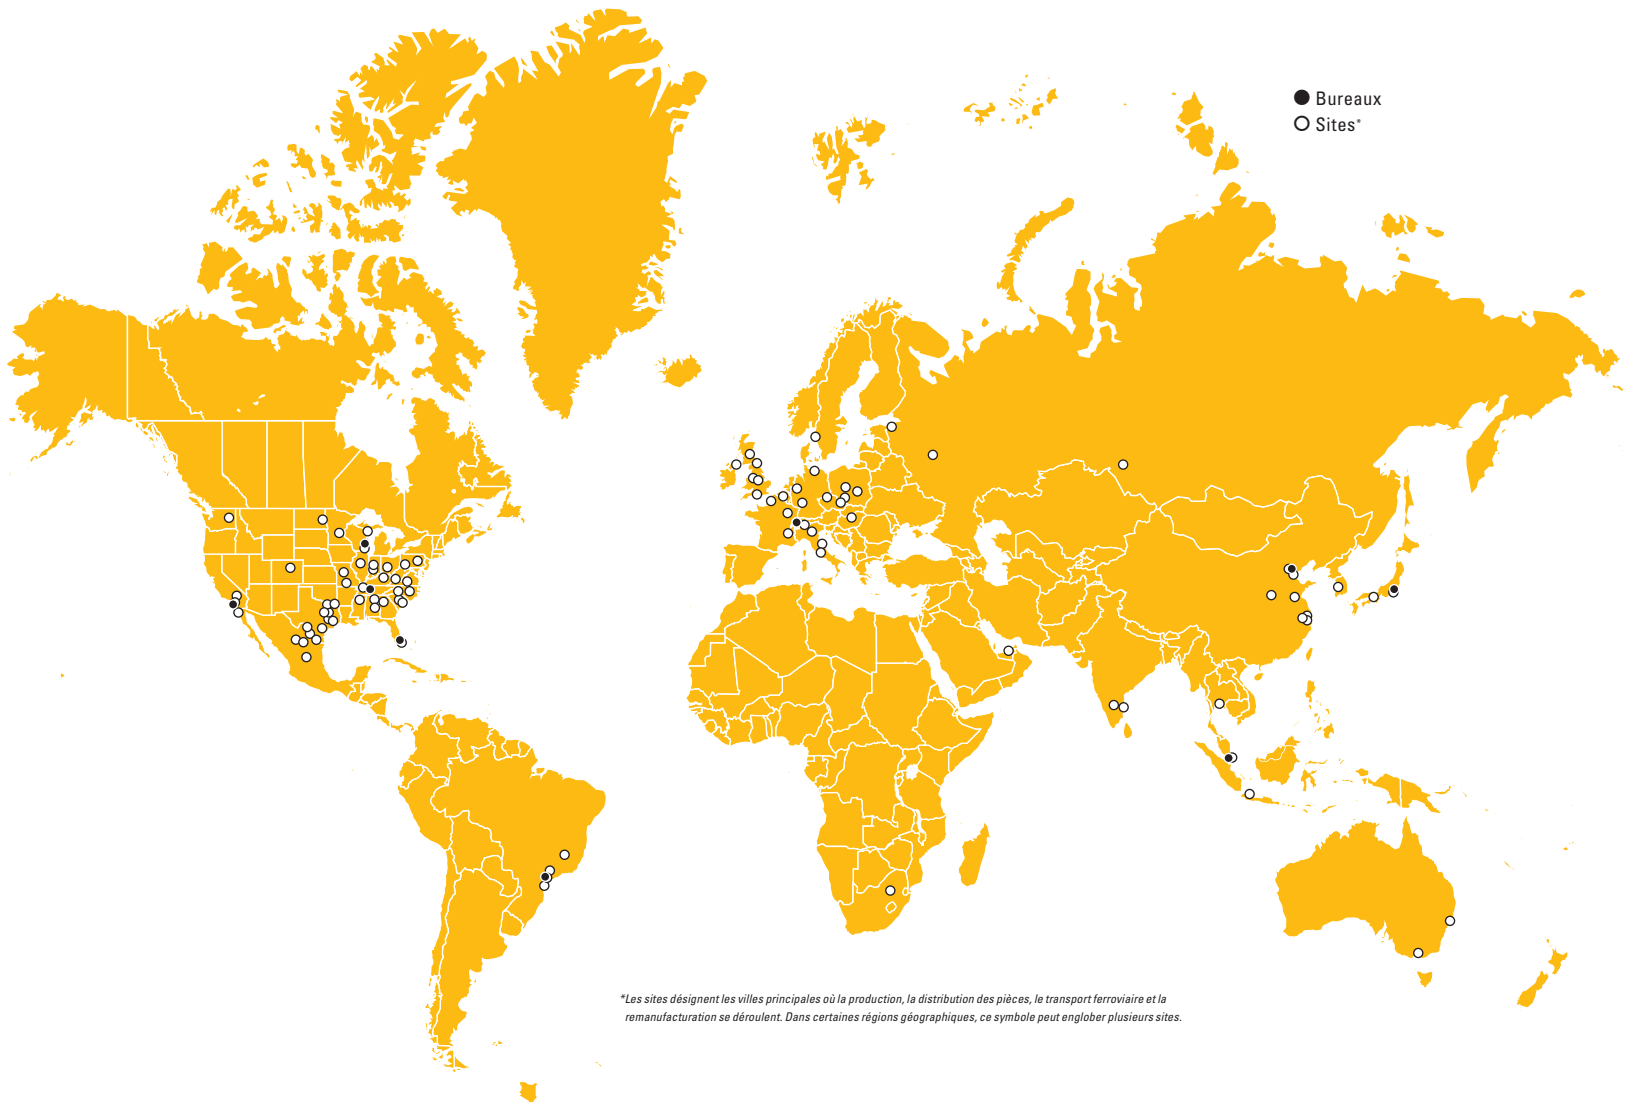 Bureaux
Sites*
*Les sites désignent les villes principales où la production, la distribution des pièces, le transport ferroviaire et la
remanufacturation se déroulent. Dans certaines régions géographiques, ce symbole peut englober plusieurs sites.